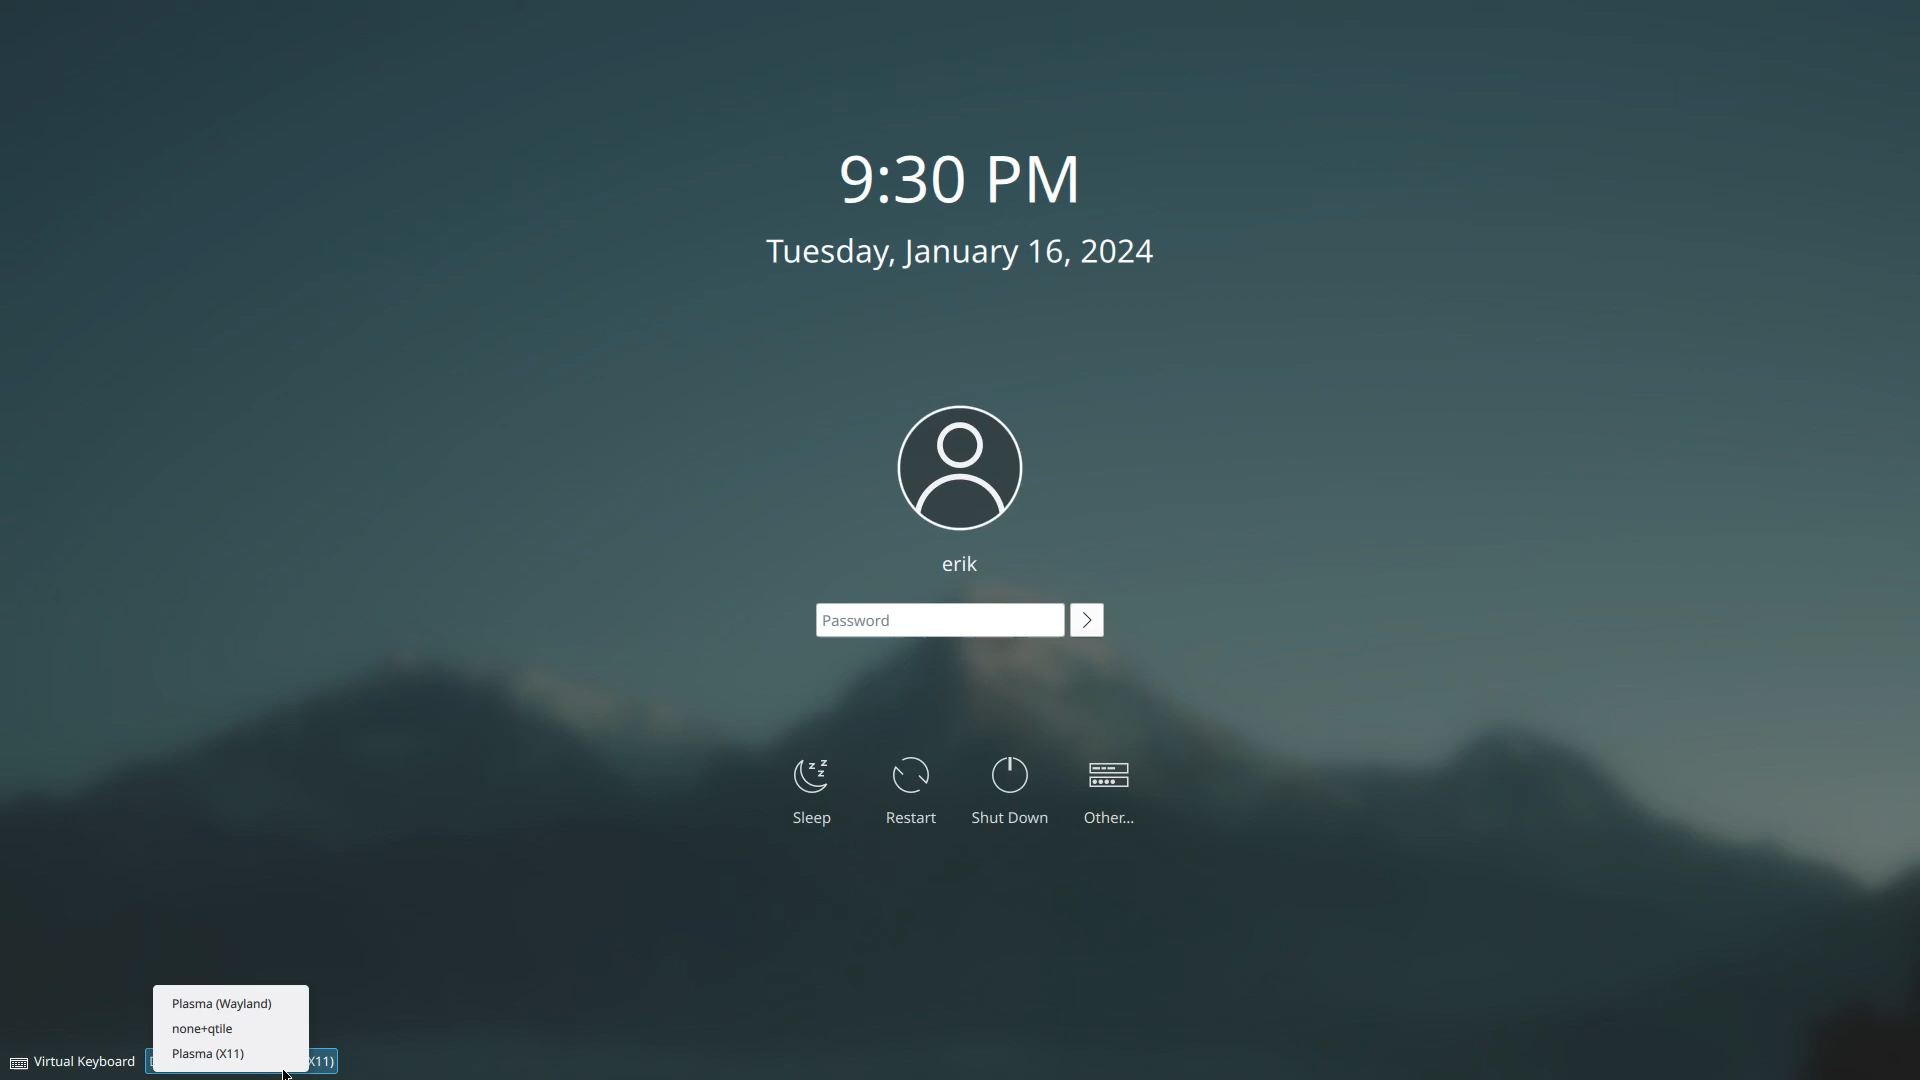 9:30 PM
Tuesday, January 16, 2024
erik
Password
Sleep
Restart
Shut Down
Other...
Plasma (Wayland)
none+qtile
Plasma (X11)
Virtual Keyboard
X11)